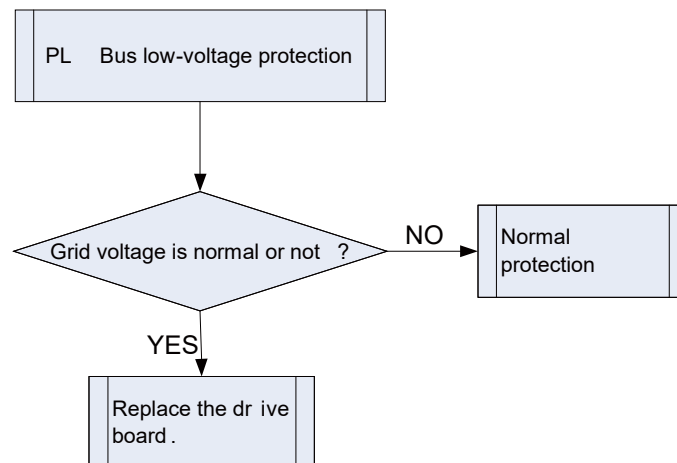 PL Bus low-voltage protection
Grid voltage is normal or not ?
NO
Normal
protection
YES
Replace the dr ive
board .